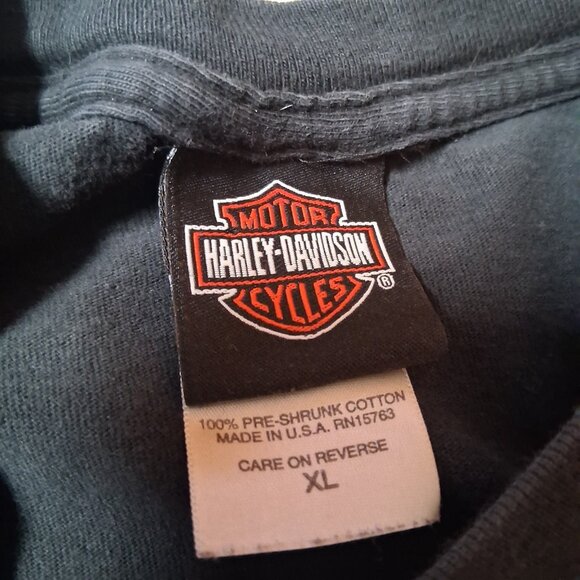 MOTOR
HARLEY-DAVIDSON
CYCLES
®
100% PRE-SHRUNK COTTON
MADE IN U.S.A. RN15763
CARE ON REVERSE
XL